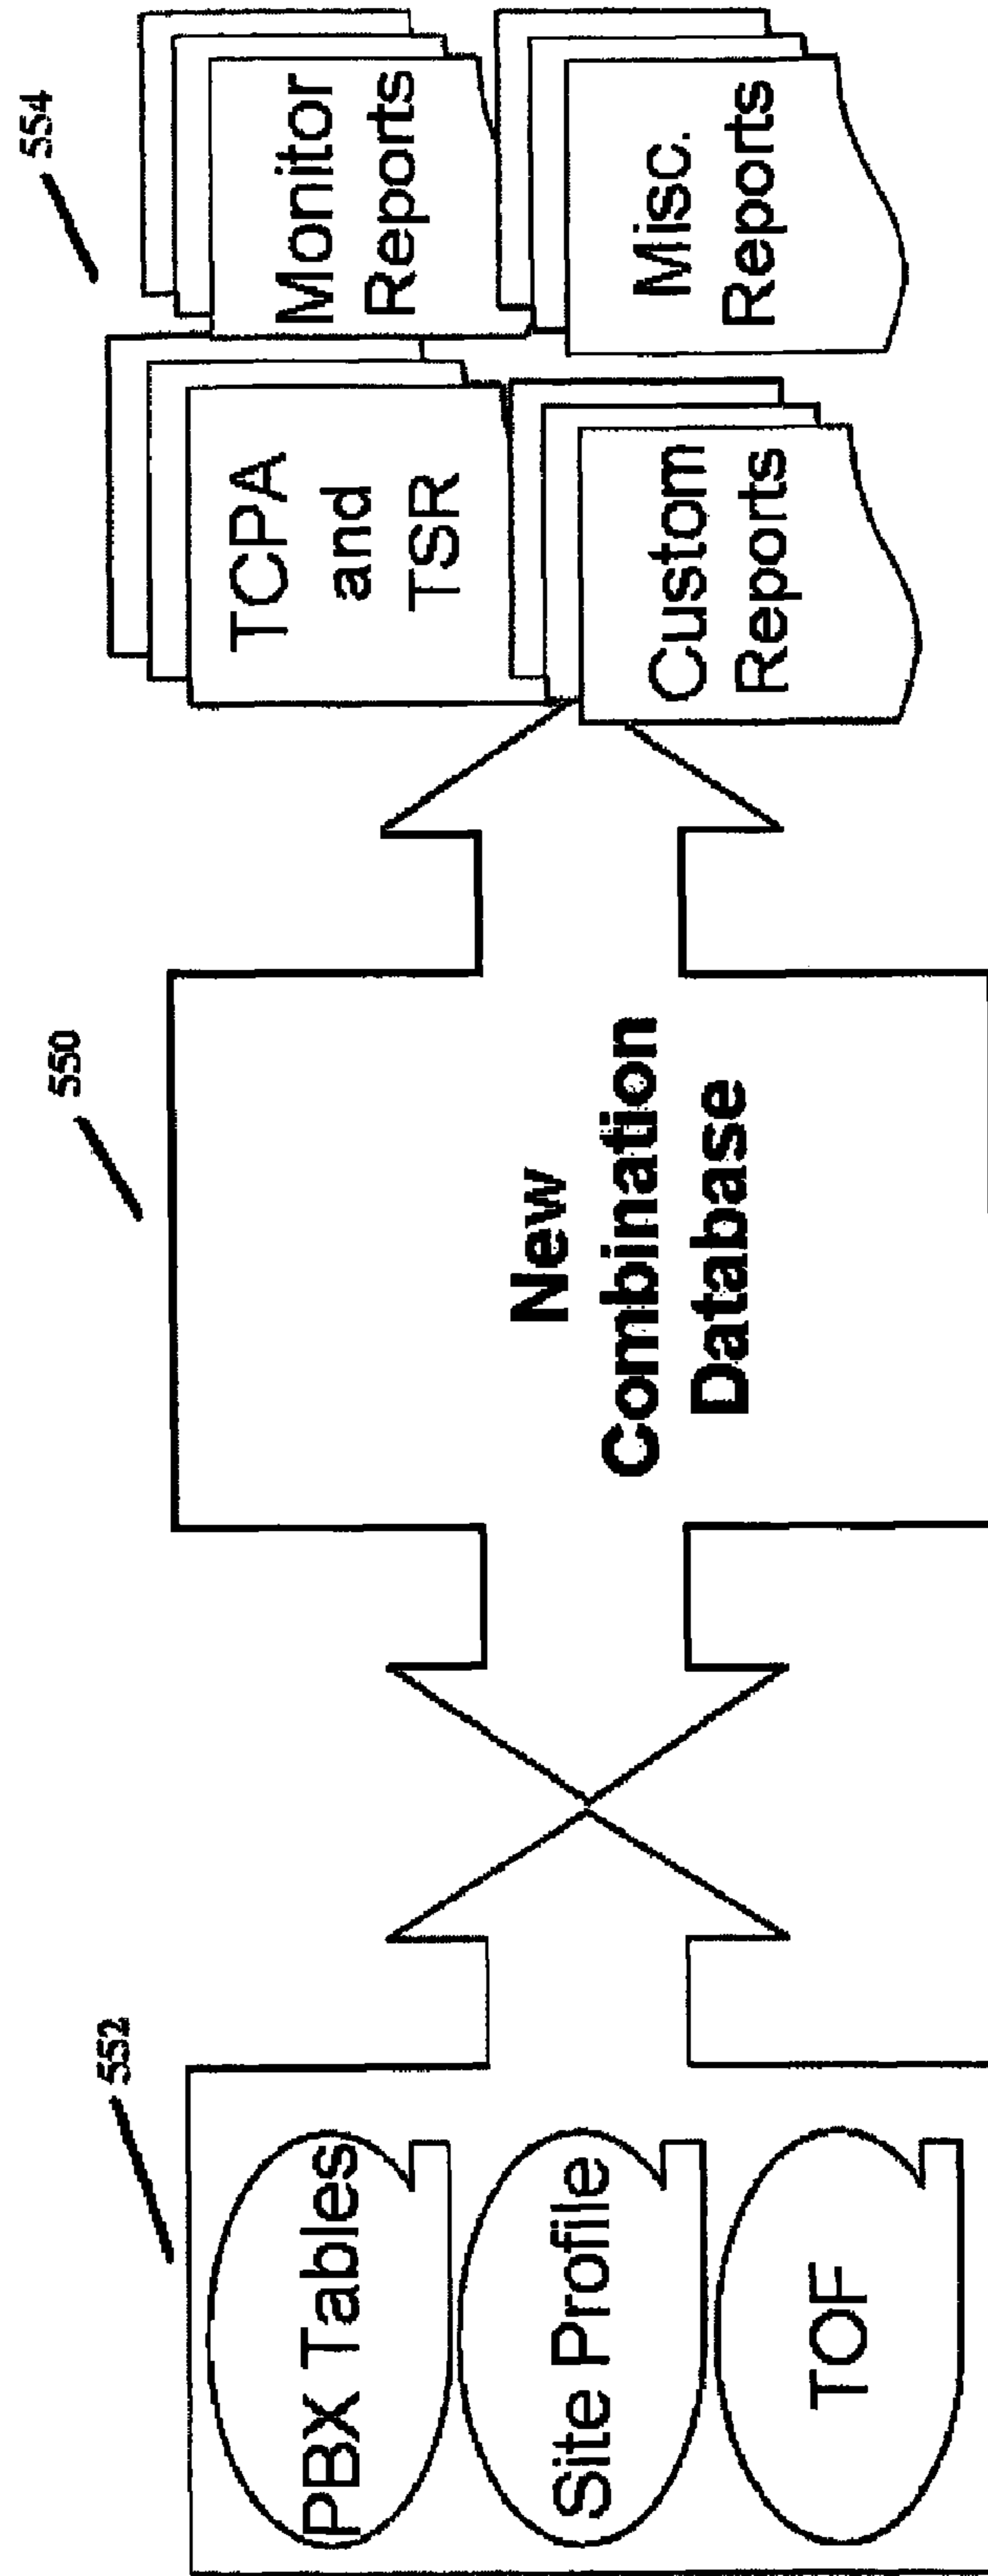 552
PBX Tables
Site Profile
TOF
550
New
Combination
Database
554
TCPA
and
TSR
Monitor
Reports
Custom
Reports
Misc.
Reports